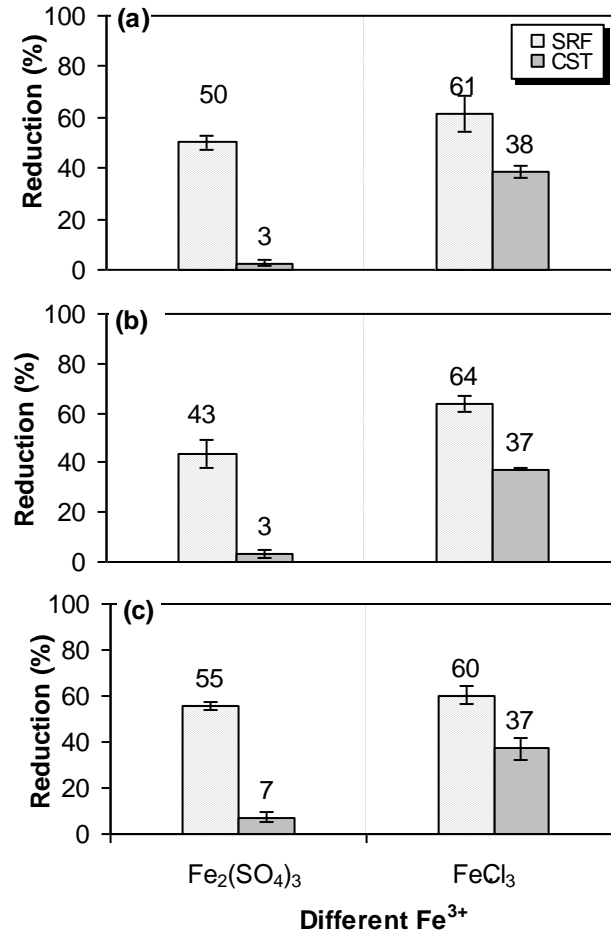 (a)
SRF
CST
Reduction (%)
100
80
60
40
20
0
50
3
61
38
(b)
Reduction (%)
100
80
60
40
20
0
43
3
64
37
(c)
Reduction (%)
100
80
60
40
20
0
55
7
60
37
Fe₂(SO₄)₃
FeCl₃
Different Fe³⁺